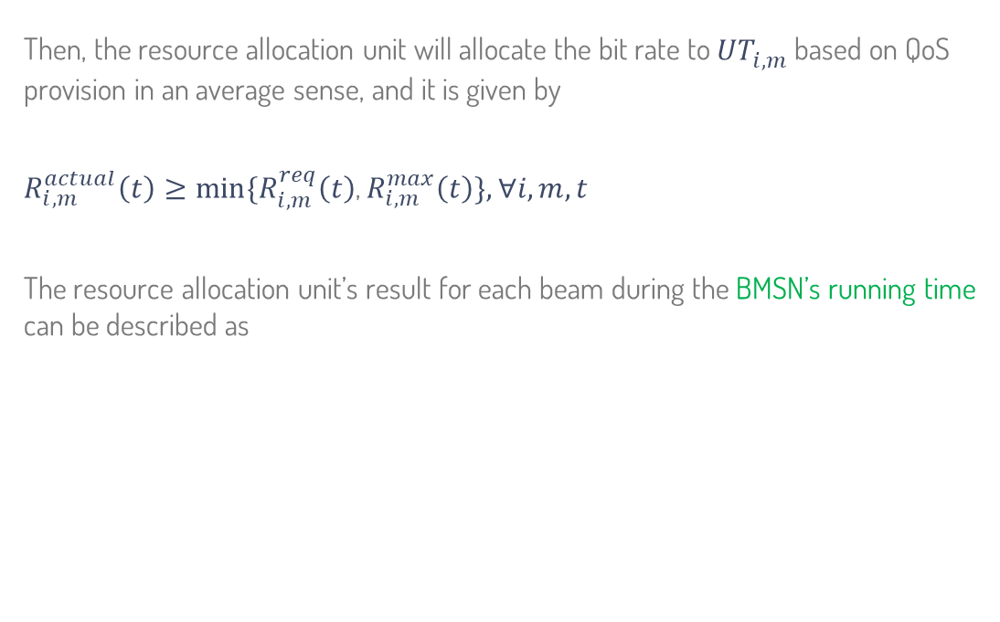 Then, the resource allocation unit will allocate the bit rate to $UT_{i,m}$ based on QoS
provision in an average sense, and it is given by
$R_{i,m}^{actual}(t) \geq \min\{R_{i,m}^{req}(t), R_{i,m}^{max}(t)\}, \forall i, m, t$
The resource allocation unit’s result for each beam during the BMSN’s running time
can be described as